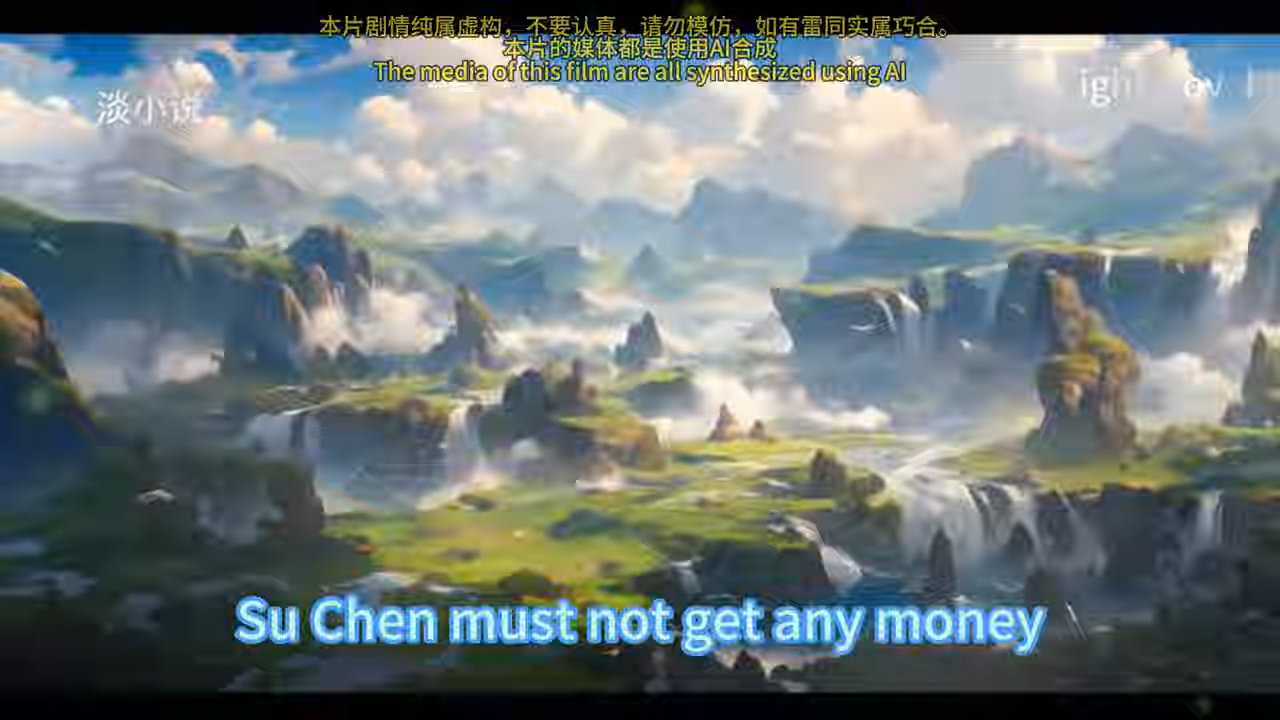 本片剧情纯属虚构，不要认真，请勿模仿，如有雷同实属巧合。
本片的媒体都是使用AI合成
The media of this film are all synthesized using AI
淡小说
Su Chen must not get any money